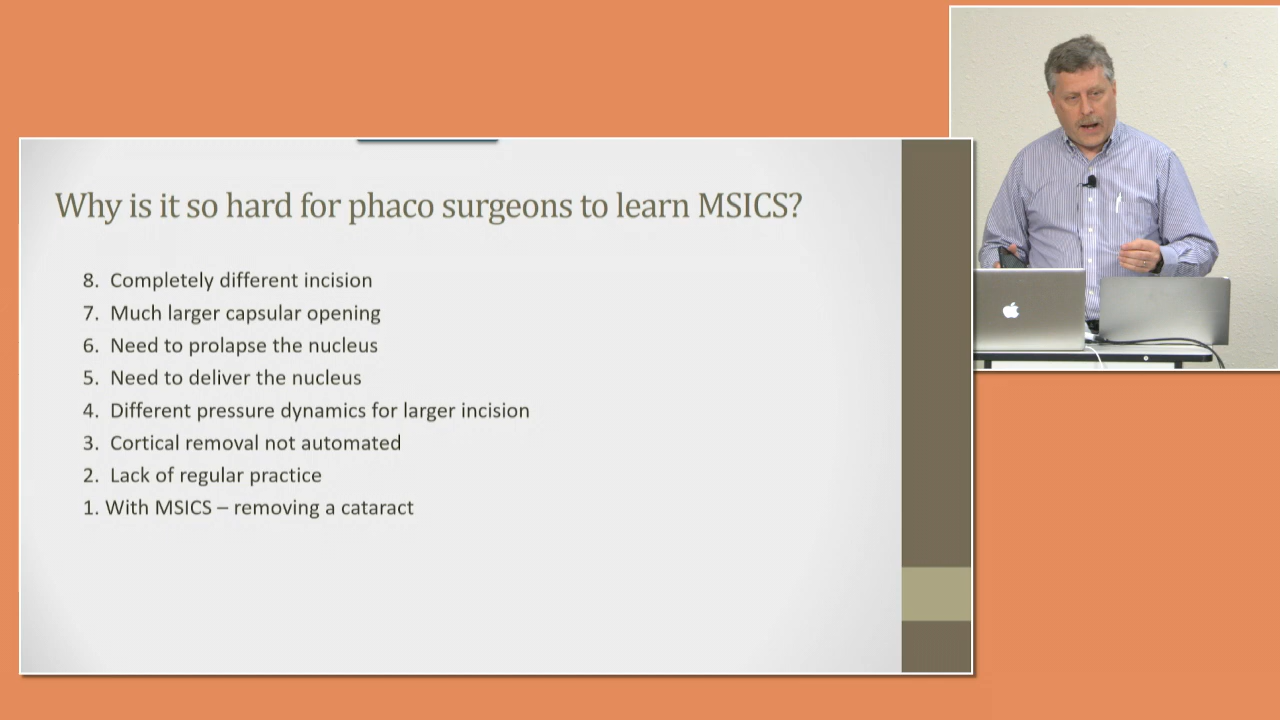 Why is it so hard for phaco surgeons to learn MSICS?
8. Completely different incision
7. Much larger capsular opening
6. Need to prolapse the nucleus
5. Need to deliver the nucleus
4. Different pressure dynamics for larger incision
3. Cortical removal not automated
2. Lack of regular practice
1. With MSICS – removing a cataract